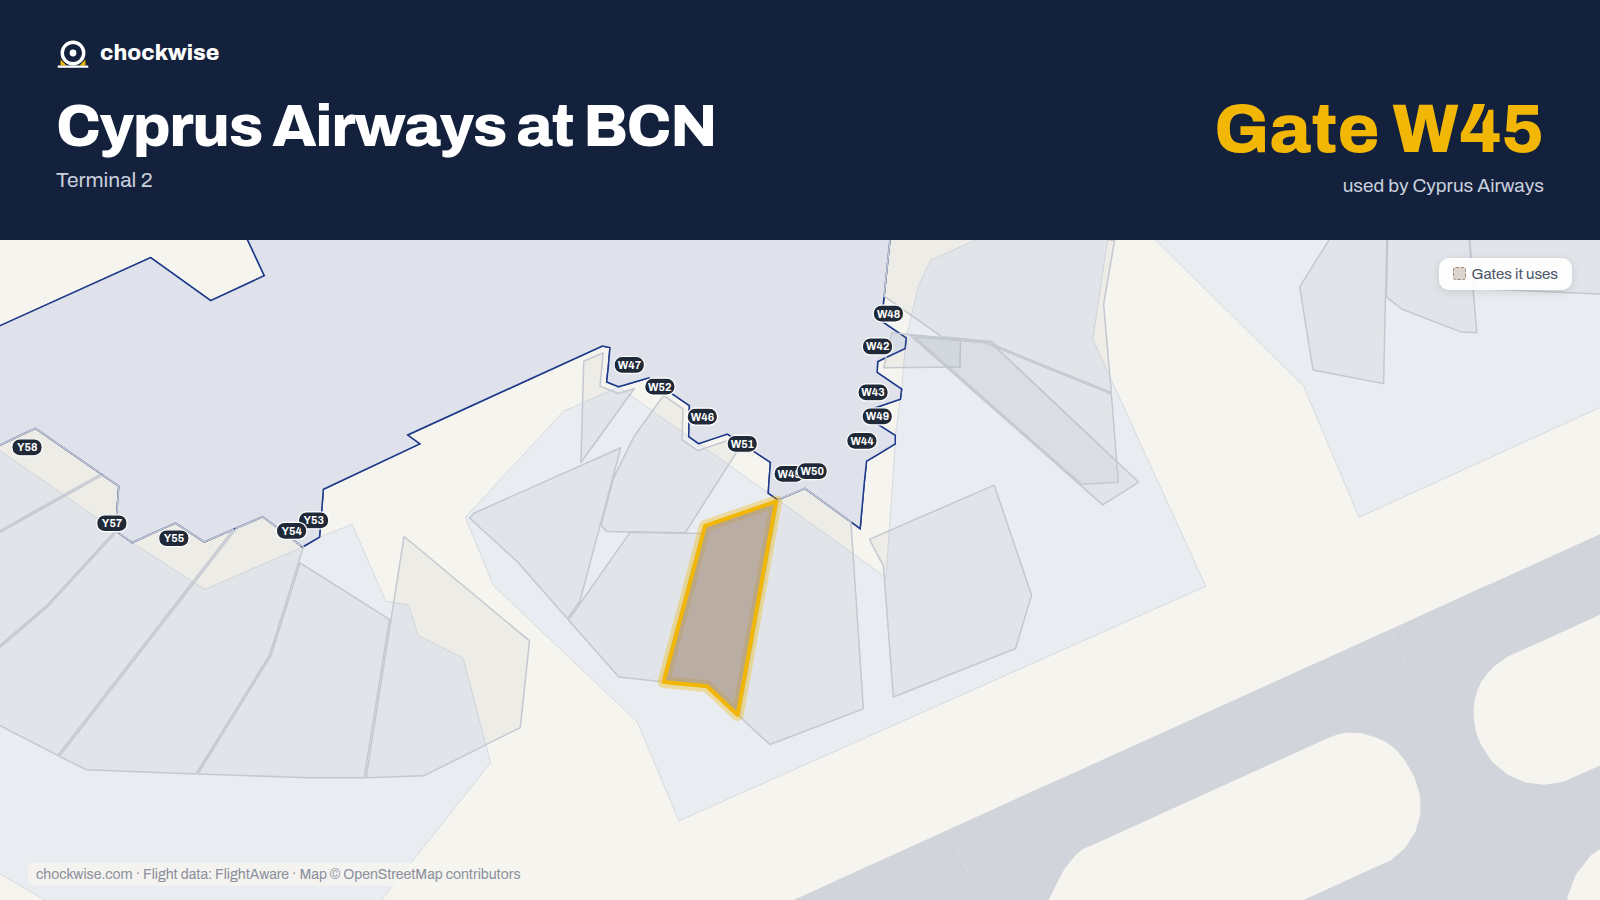 chockwise
Cyprus Airways at BCN
Terminal 2
Gate W45
used by Cyprus Airways
Gates it uses
W48
W42
W47
W52
W43
W46
W49
W44
W51
Y58
W45
W50
Y57
Y53
Y54
Y55
chockwise.com · Flight data: FlightAware · Map © OpenStreetMap contributors